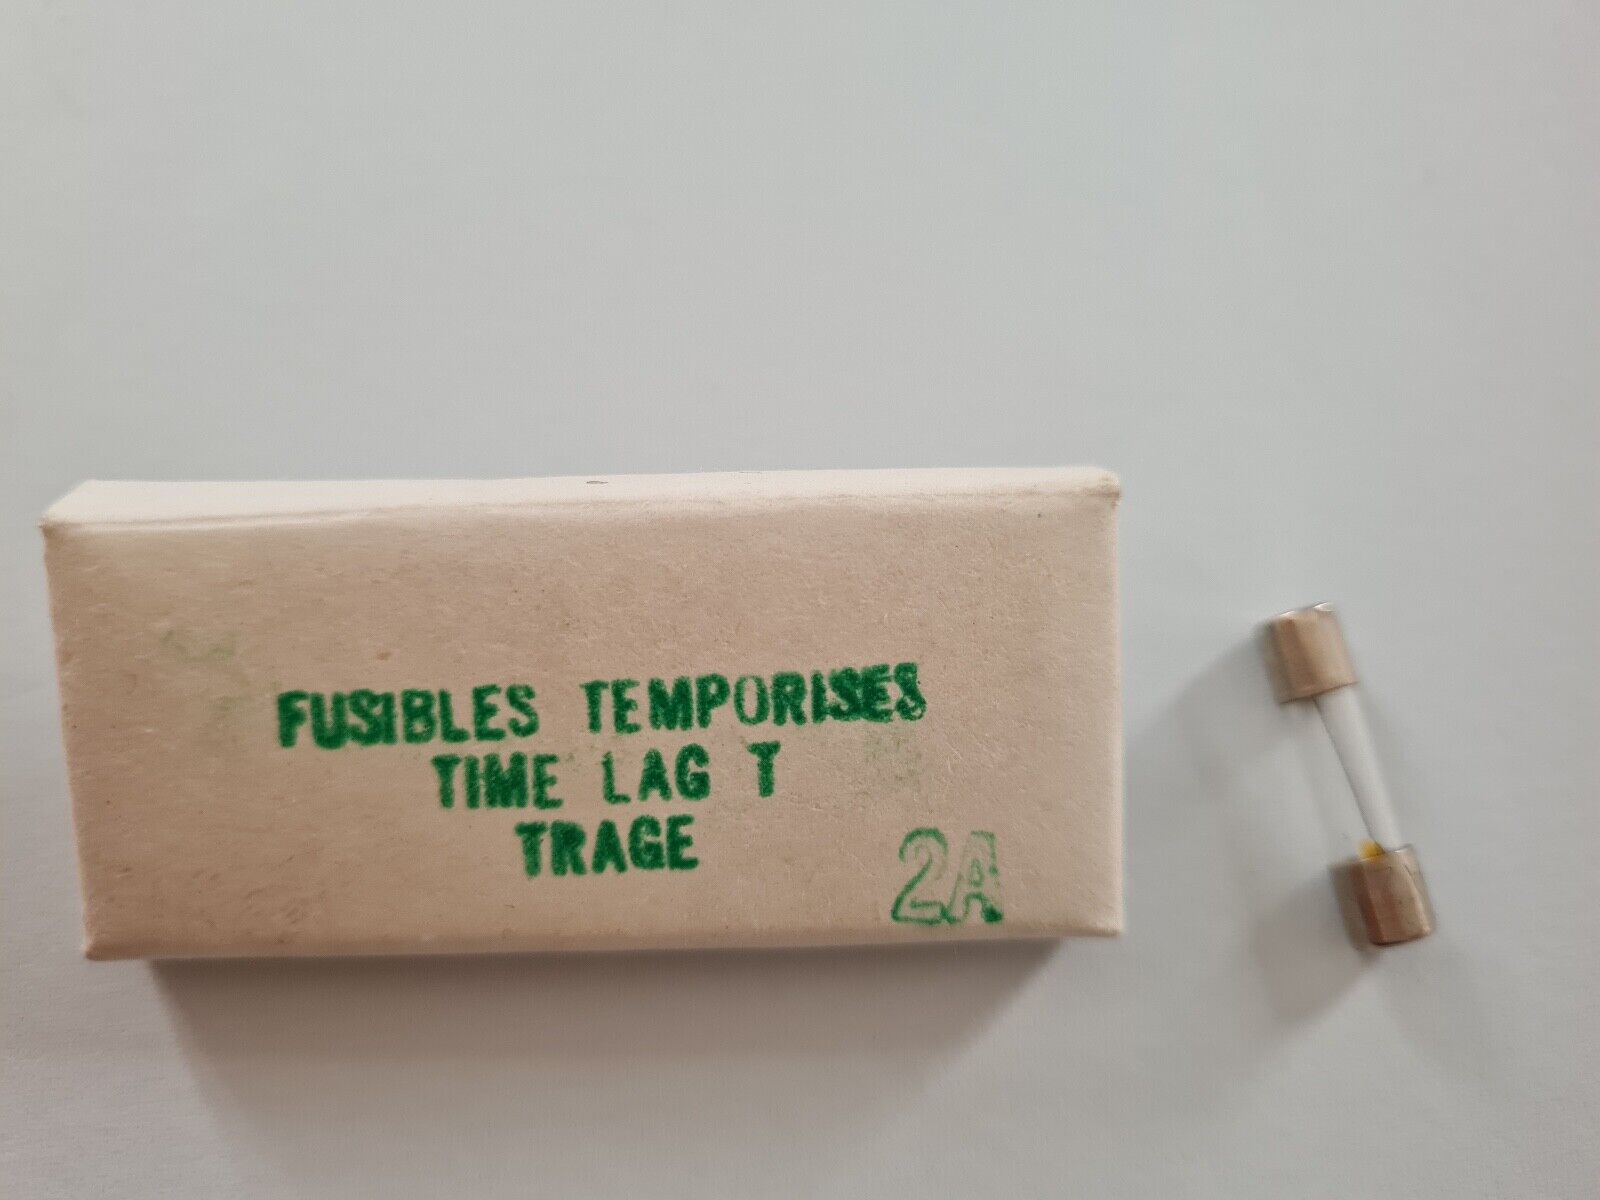 FUSIBLES TEMPORISES
TIME LAG T
TRAGE
2A